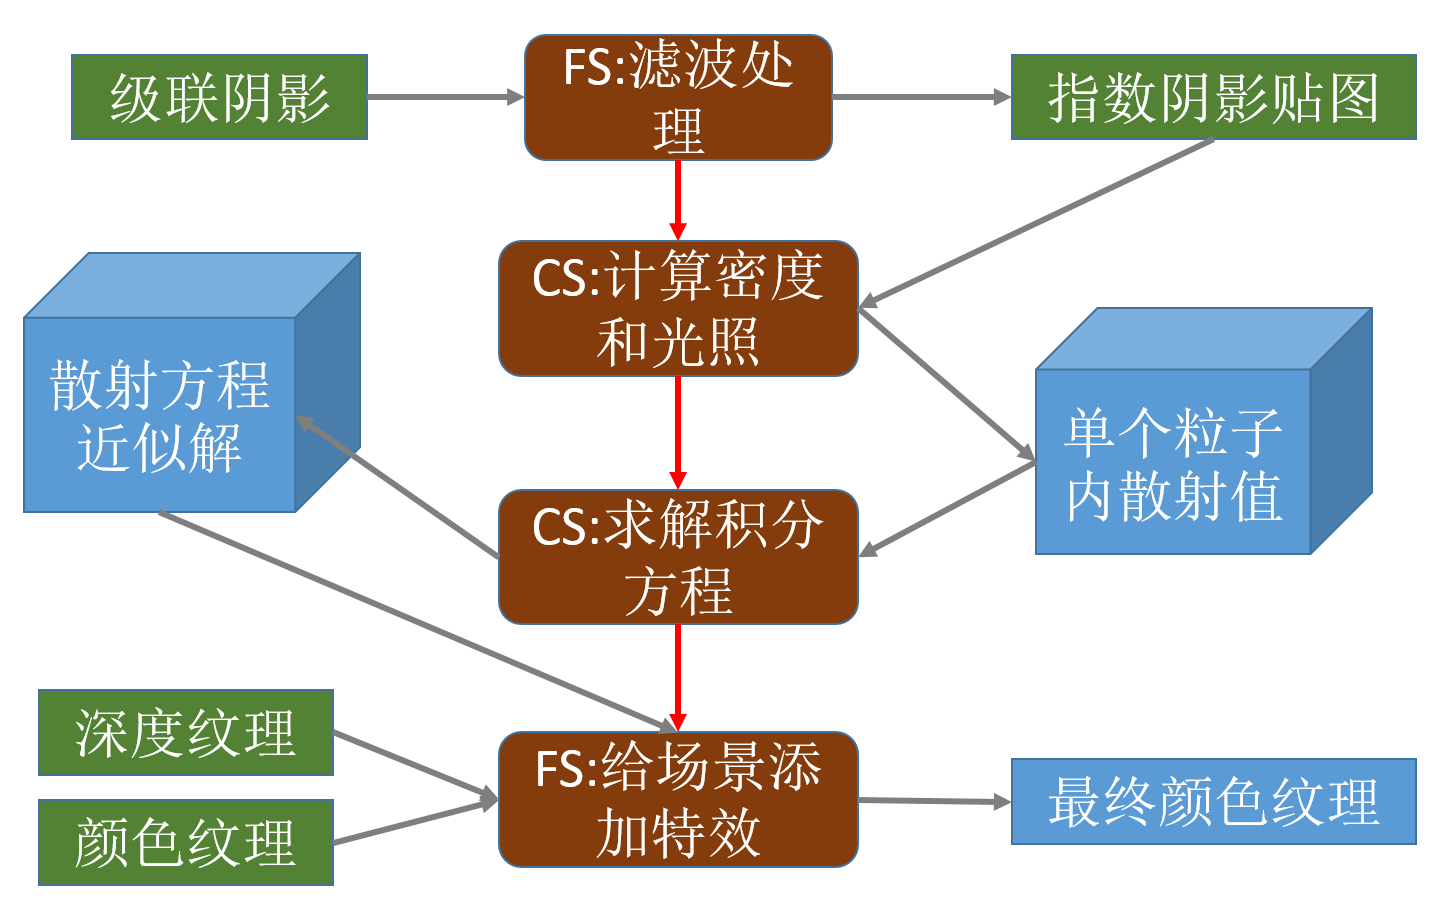 级联阴影
FS:滤波处
理
指数阴影贴图
CS:计算密度
和光照
散射方程
近似解
单个粒子
内散射值
CS:求解积分
方程
深度纹理
颜色纹理
FS:给场景添
加特效
最终颜色纹理